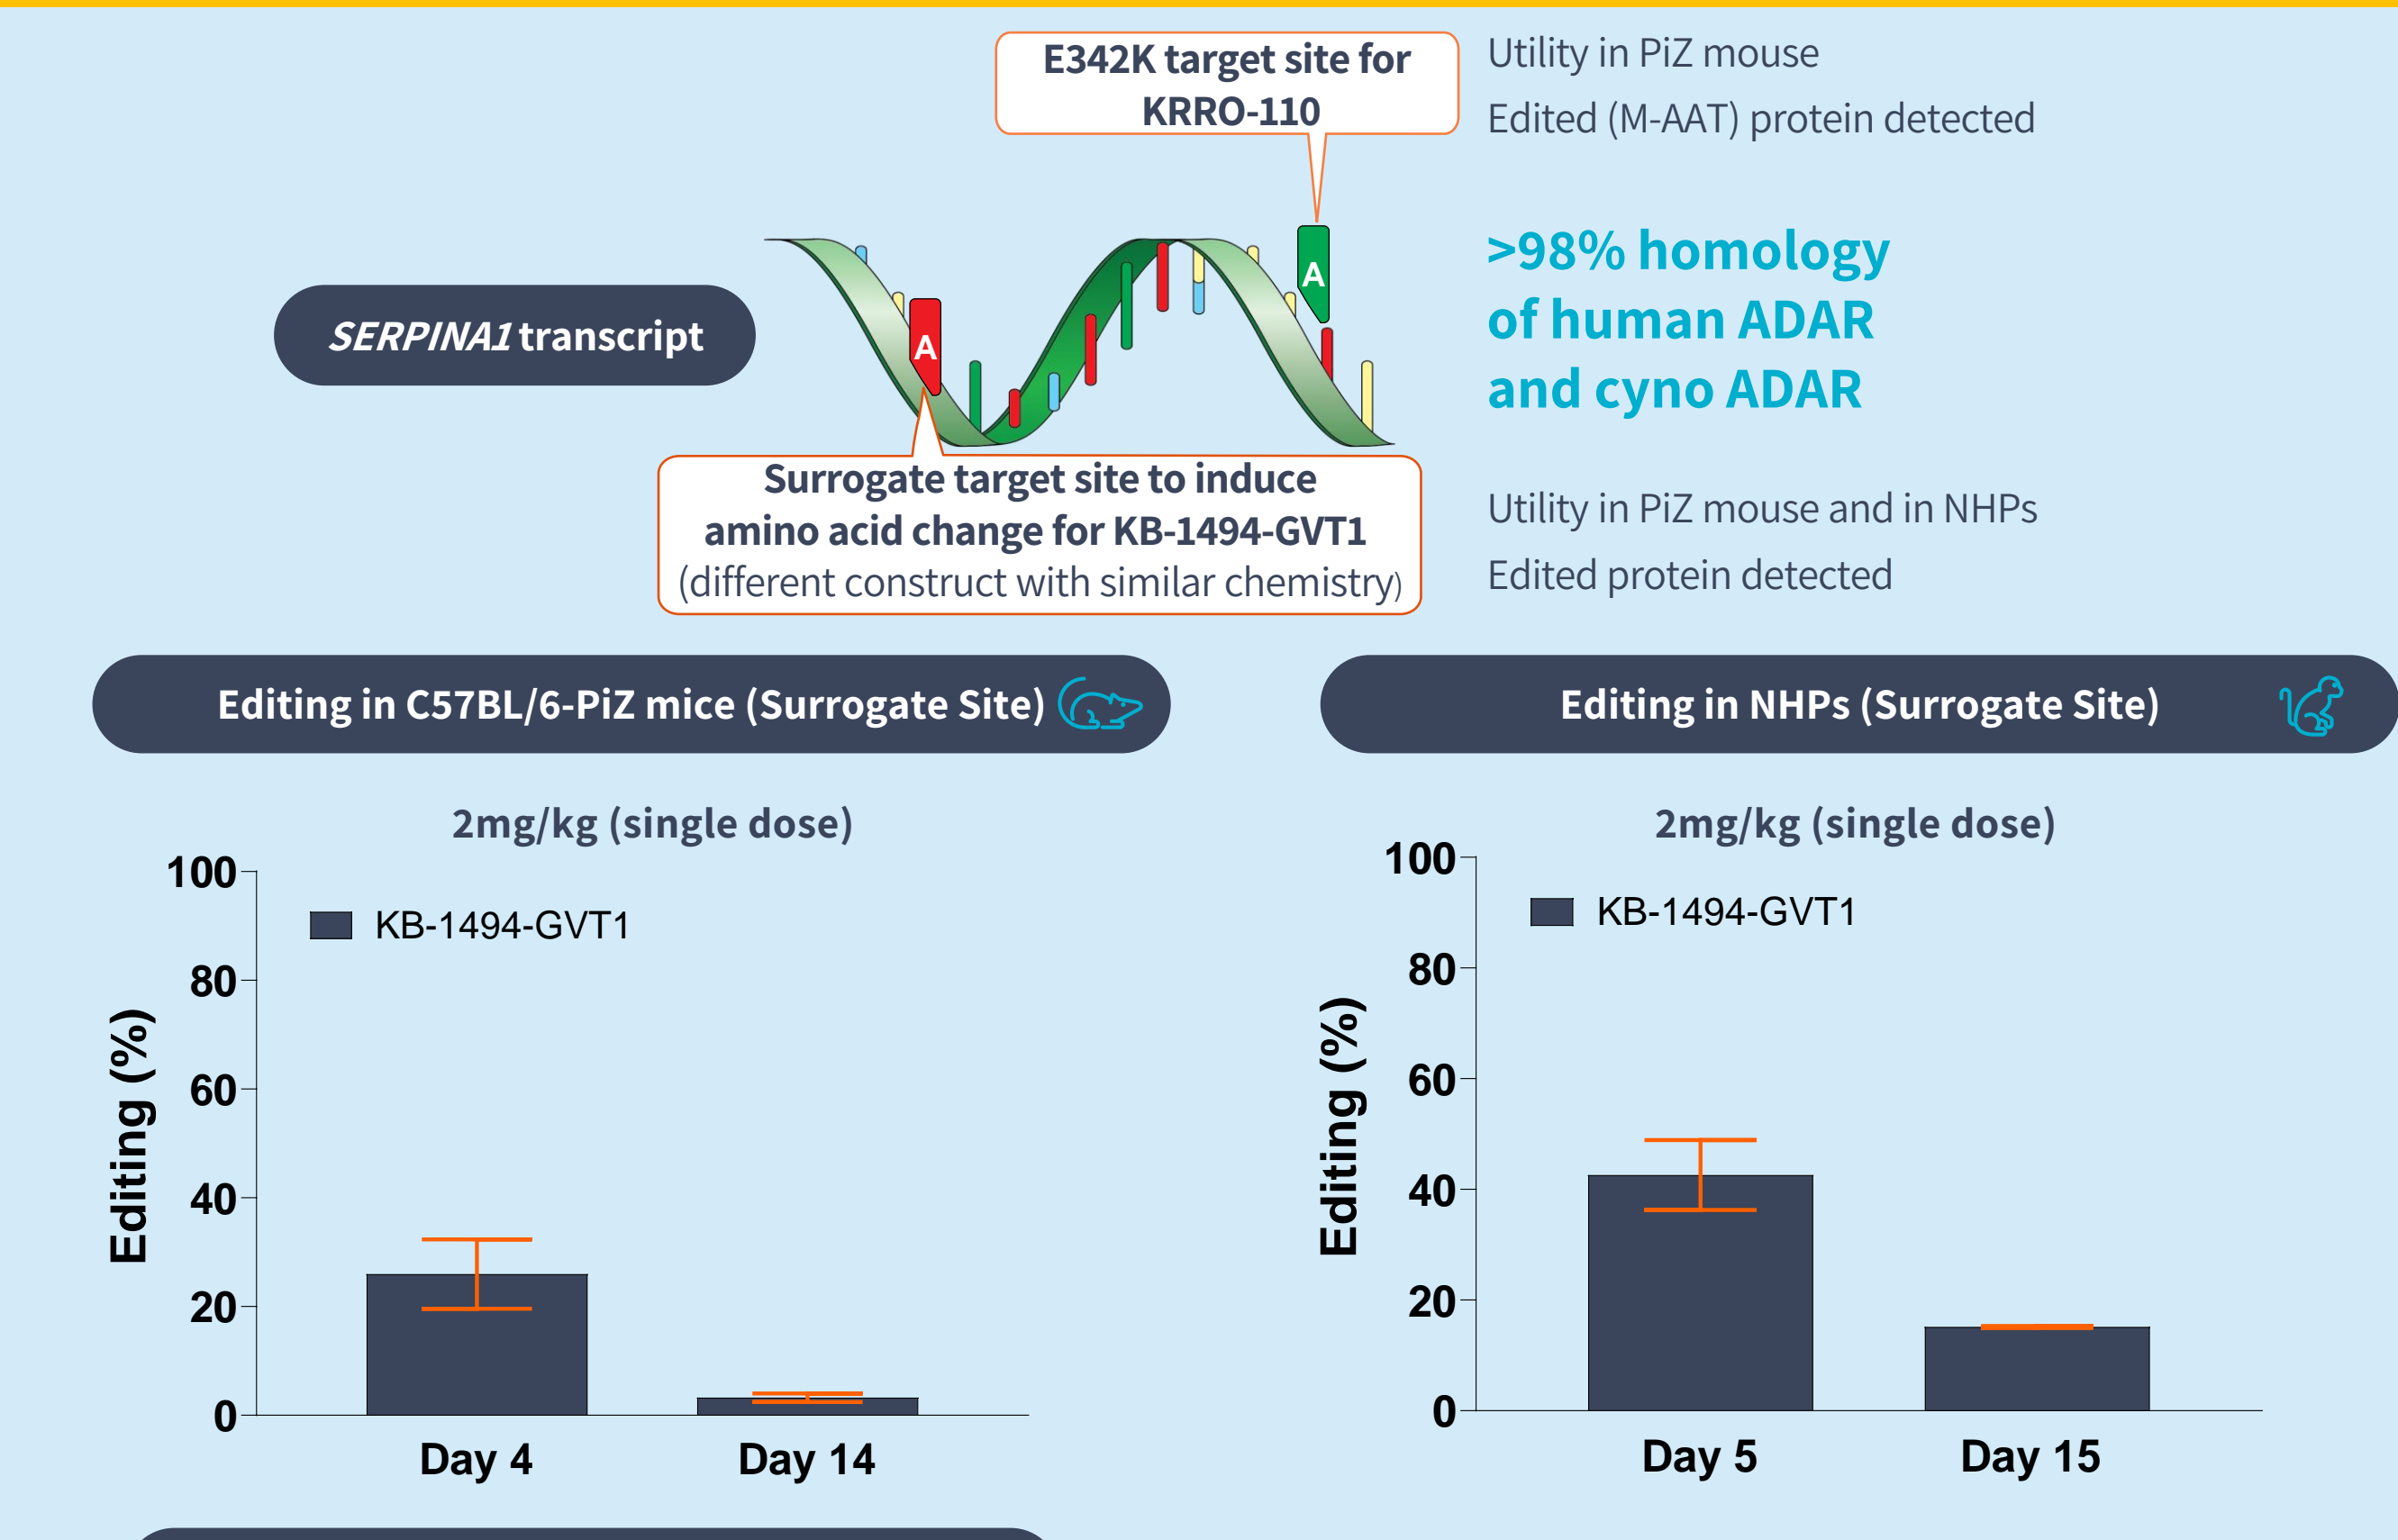 E342K target site for
KRRO-110
Utility in PiZ mouse
Edited (M-AAT) protein detected
SERPINA1 transcript
A
A
>98% homology
of human ADAR
and cyno ADAR
Surrogate target site to induce
amino acid change for KB-1494-GVT1
(different construct with similar chemistry)
Utility in PiZ mouse and in NHPs
Edited protein detected
Editing in C57BL/6-PiZ mice (Surrogate Site)
2mg/kg (single dose)
KB-1494-GVT1
Editing (%)
100
80
60
40
20
0
Day 4
Day 14
Editing in NHPs (Surrogate Site)
2mg/kg (single dose)
KB-1494-GVT1
Editing (%)
100
80
60
40
20
0
Day 5
Day 15